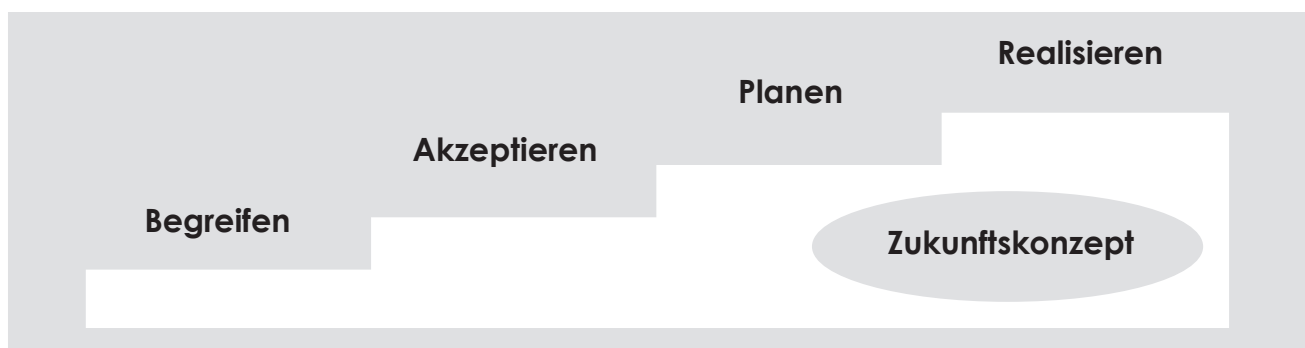 Realisieren
Planen
Akzeptieren
Begreifen
Zukunftskonzept